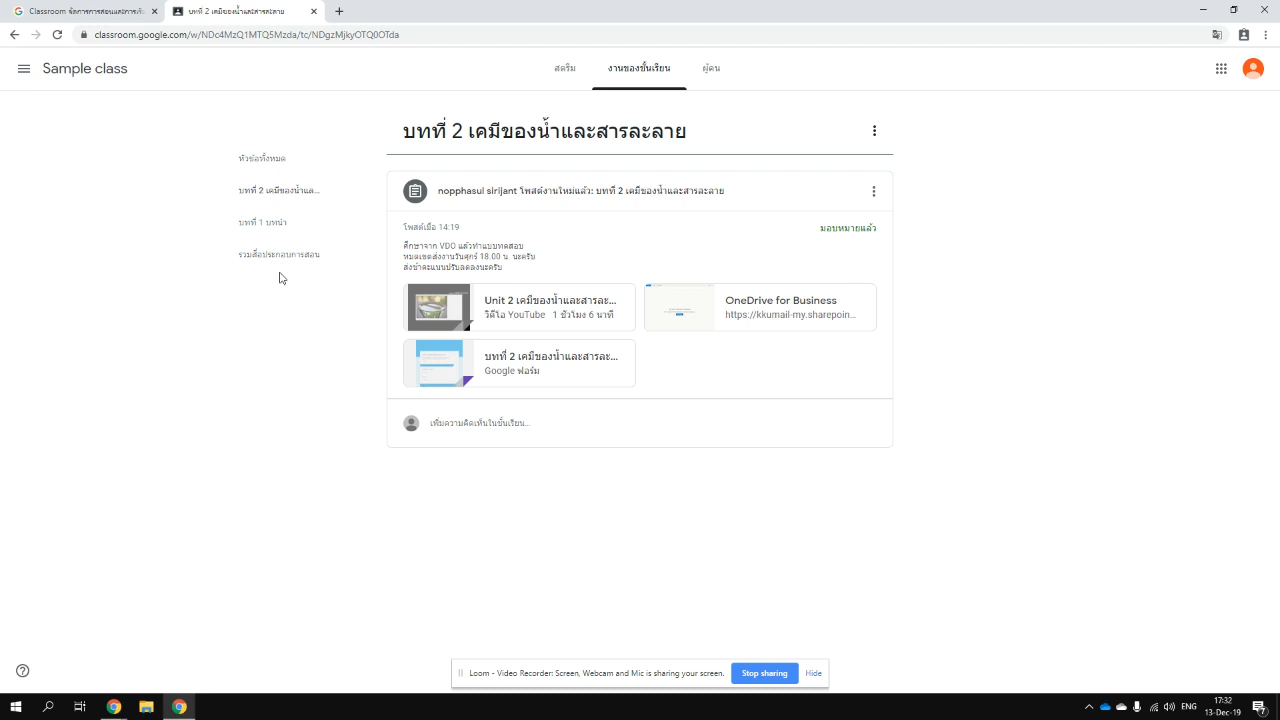 Classroom จัดการการสอนและการเรีย
บทที่ 2 เคมีของน้ำและสารละลาย
classroom.google.com/w/NDc4MzQ1MTQ5Mzda/tc/NDgzMjkyOTQ0OTda
Sample class
สตรีม
งานของชั้นเรียน
ผู้คน
บทที่ 2 เคมีของน้ำและสารละลาย
หัวข้อทั้งหมด
บทที่ 2 เคมีของน้ำแล...
บทที่ 1 บทนำ
รวมสื่อประกอบการสอน
nopphasul sirijant โพสต์งานใหม่แล้ว: บทที่ 2 เคมีของน้ำและสารละลาย
โพสต์เมื่อ 14:19
มอบหมายแล้ว
ศึกษาจาก VDO แล้วทำแบบทดสอบ
หมดเขตส่งงานวันศุกร์ 18.00 น. นะครับ
ส่งช้าคะแนนปรับลดลงนะครับ
Unit 2 เคมีของน้ำและสารละ...
วิดีโอ YouTube 1 ชั่วโมง 6 นาที
OneDrive for Business
https://kkumail-my.sharepoin...
บทที่ 2 เคมีของน้ำและสารละ...
Google ฟอร์ม
เพิ่มความคิดเห็นในชั้นเรียน...
Loom - Video Recorder: Screen, Webcam and Mic is sharing your screen.
Stop sharing
Hide
ENG
17:32
13-Dec-19
7